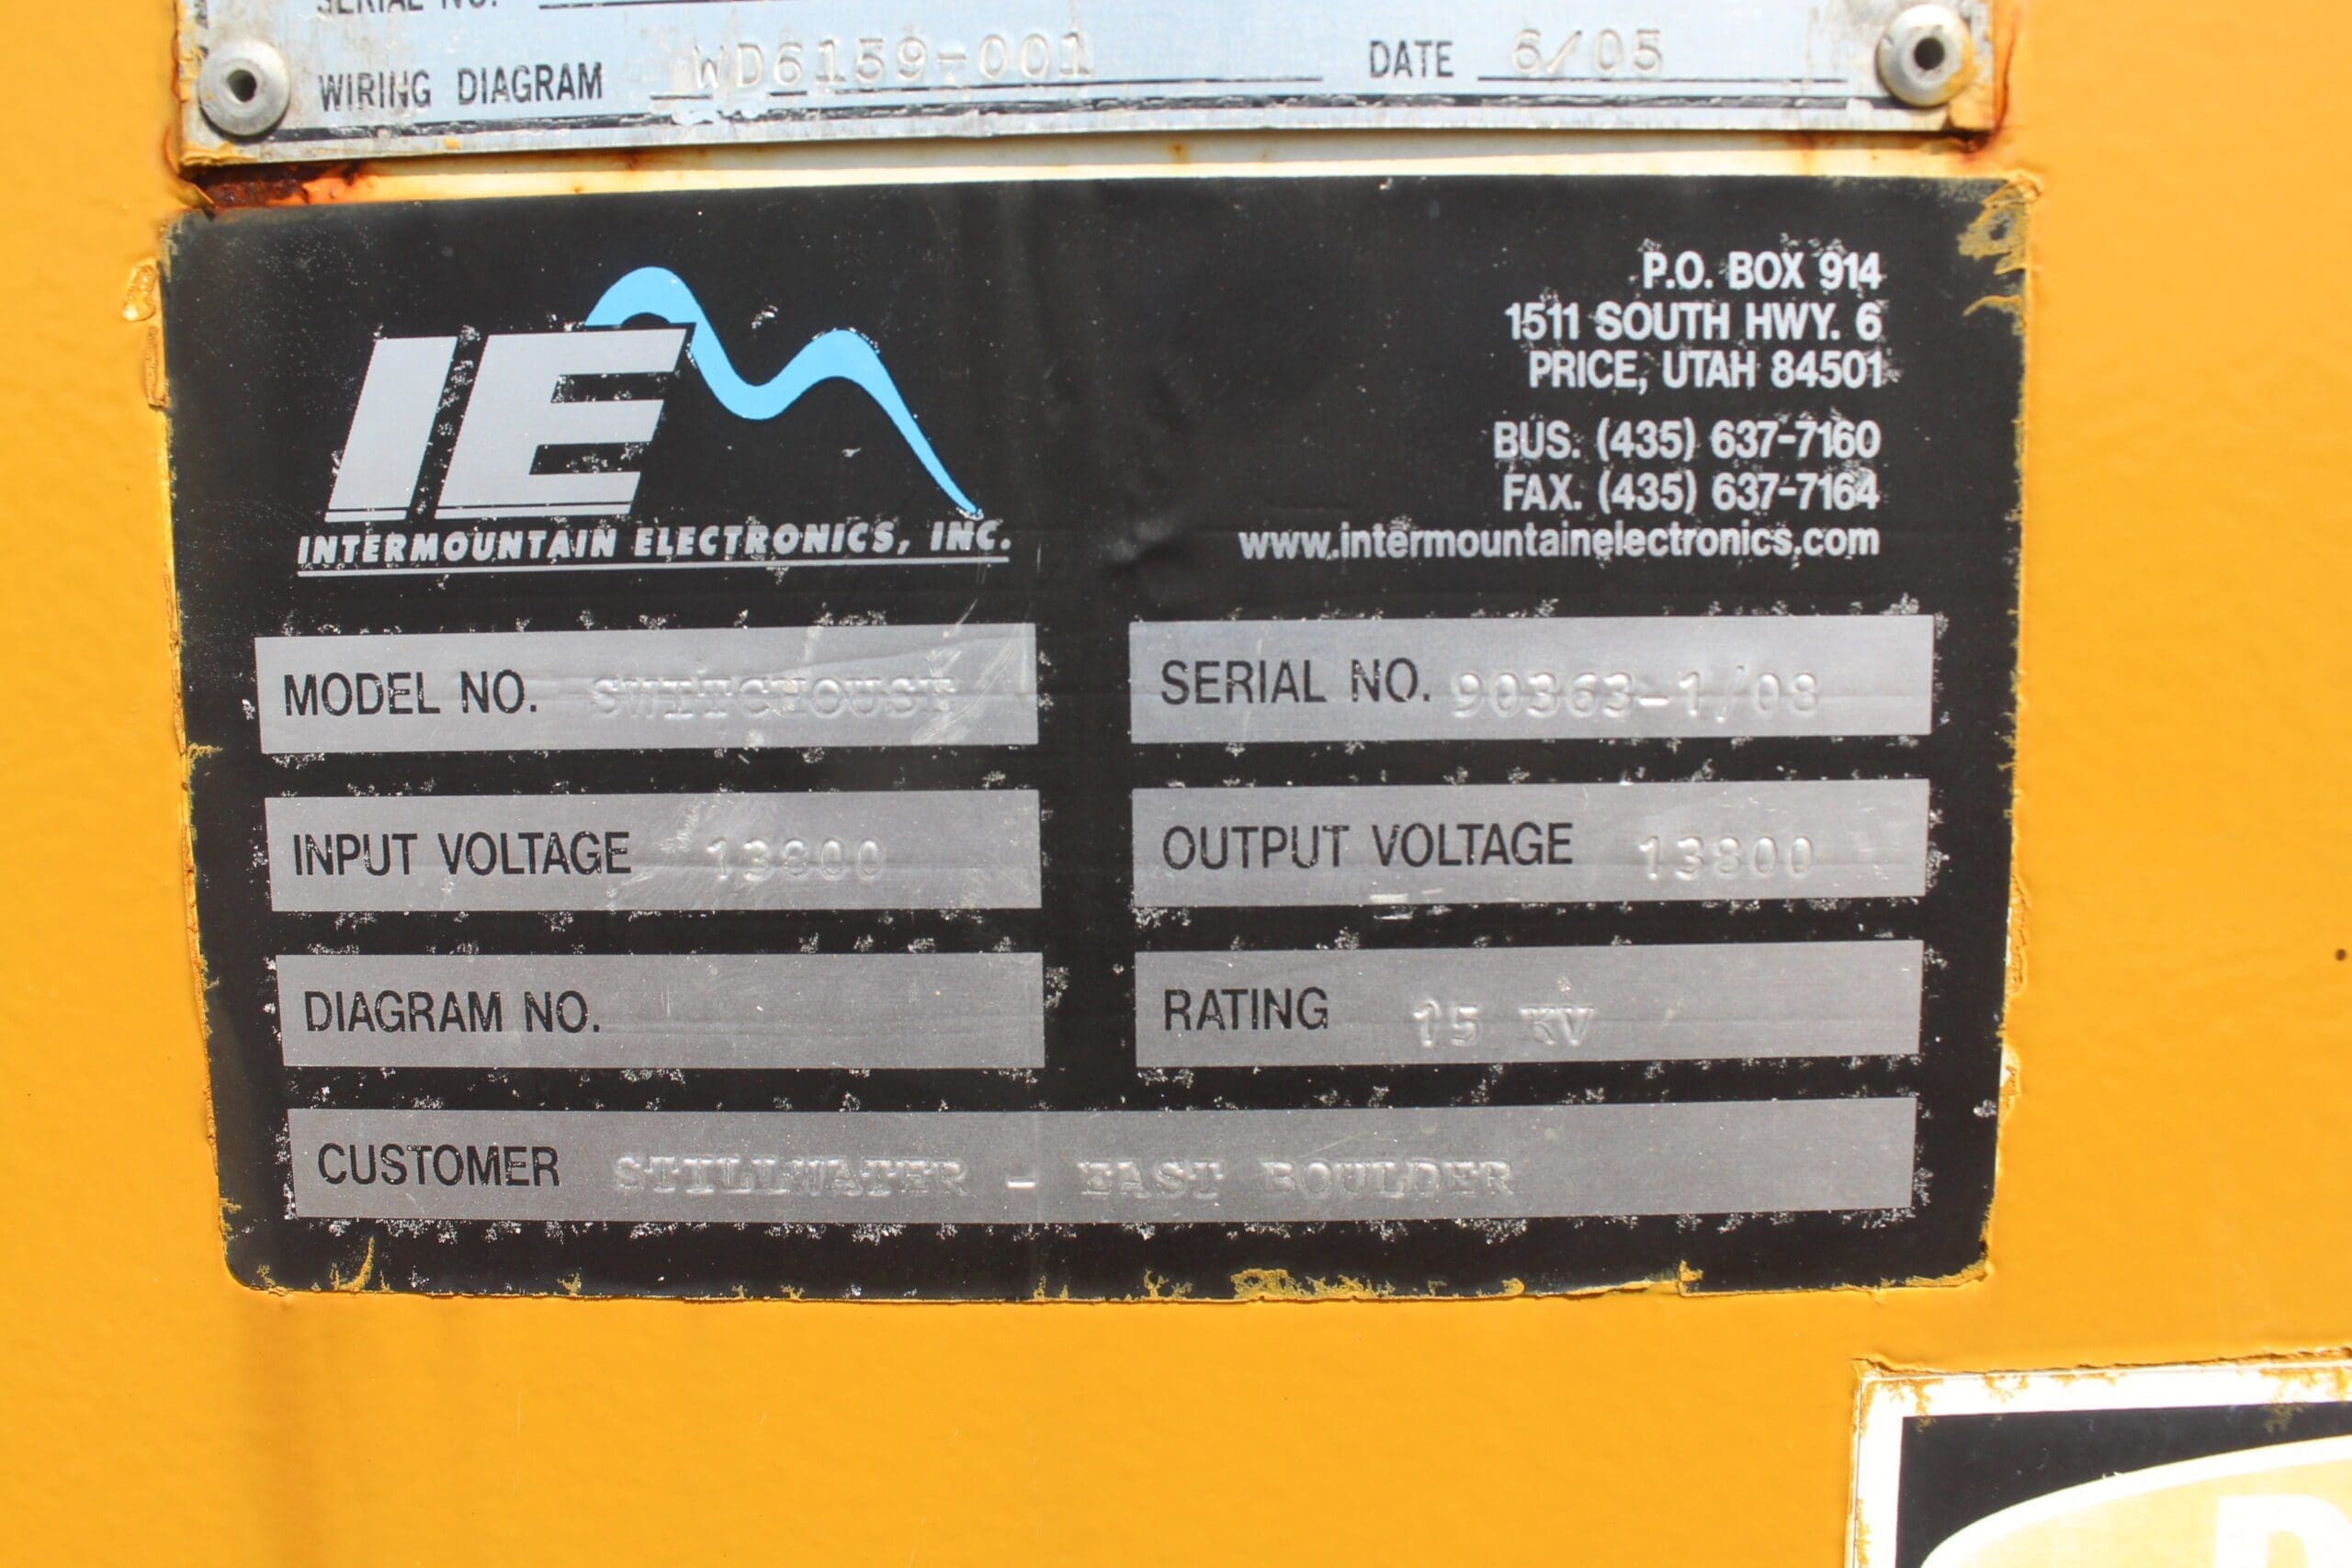 SERIAL NO.
WIRING DIAGRAM WD6159-001 DATE 6/05
IE
INTERMOUNTAIN ELECTRONICS, INC.
P.O. BOX 914
1511 SOUTH HWY. 6
PRICE, UTAH 84501
BUS. (435) 637-7160
FAX. (435) 637-7164
www.intermountainelectronics.com
MODEL NO. SWITCHOUSE
SERIAL NO. 90363-1/08
INPUT VOLTAGE 13800
OUTPUT VOLTAGE 13800
DIAGRAM NO.
RATING 15 KV
CUSTOMER STILLWATER - EAST BOULDER